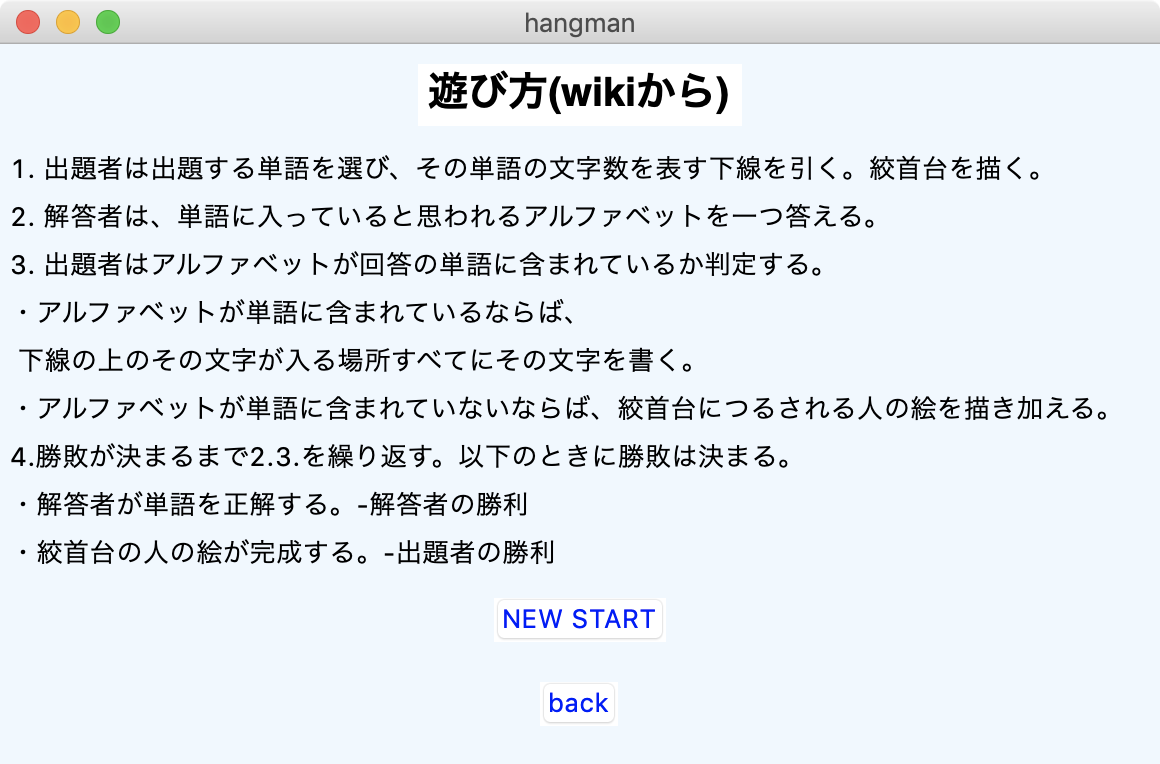 hangman
遊び方(wikiから)
1. 出題者は出題する単語を選び、その単語の文字数を表す下線を引く。絞首台を描く。
2. 解答者は、単語に入っていると思われるアルファベットを一つ答える。
3. 出題者はアルファベットが回答の単語に含まれているか判定する。
・アルファベットが単語に含まれているならば、
下線の上のその文字が入る場所すべてにその文字を書く。
・アルファベットが単語に含まれていないならば、絞首台につるされる人の絵を描き加える。
4.勝敗が決まるまで2.3.を繰り返す。以下のときに勝敗は決まる。
・解答者が単語を正解する。-解答者の勝利
・絞首台の人の絵が完成する。-出題者の勝利
NEW START
back